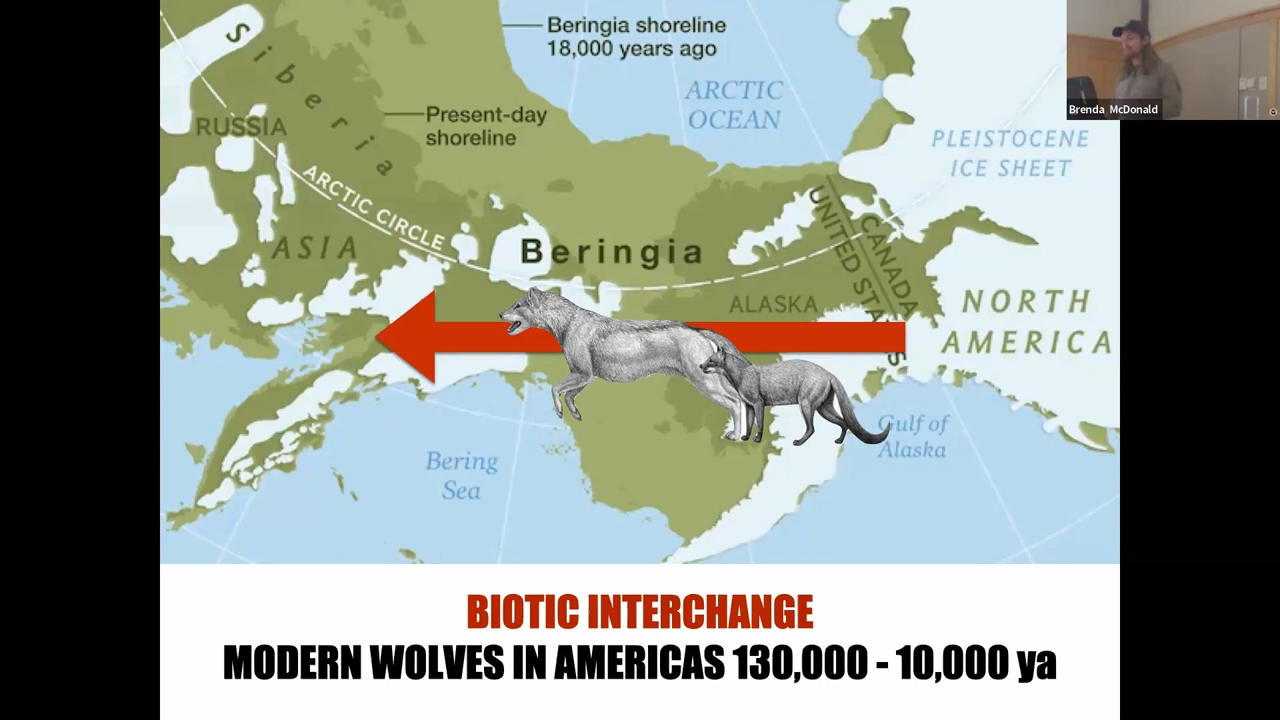 Beringia shoreline
18,000 years ago
Siberia
ARCTIC
OCEAN
Present-day
shoreline
RUSSIA
PLEISTOCENE
ICE SHEET
ARCTIC CIRCLE
ASIA
Beringia
UNITED STATES
CANADA
ALASKA
NORTH
AMERICA
Gulf of
Alaska
Bering
Sea
BIOTIC INTERCHANGE
MODERN WOLVES IN AMERICAS 130,000 - 10,000 ya
Brenda McDonald